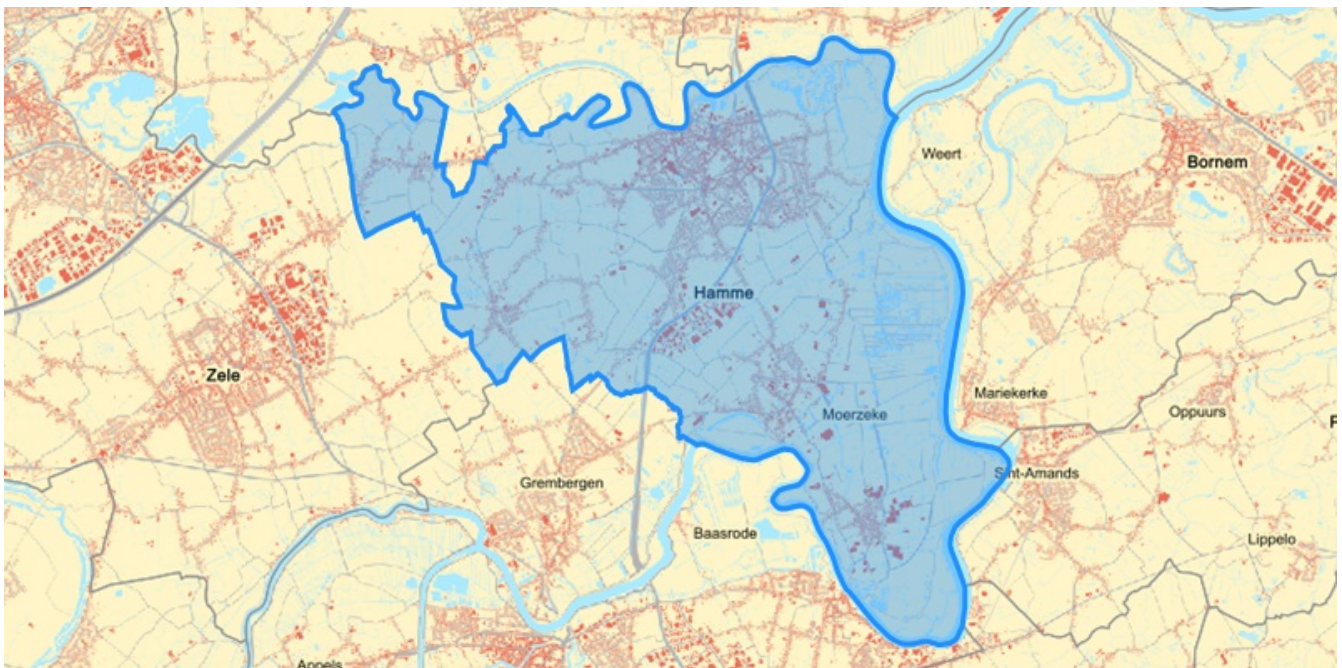 Weert
Bornem
Hamme
Zele
Mariekerke
Oppuurs
Moerzeke
Sint-Amands
Grembergen
Baasrode
Lippelo
Appels